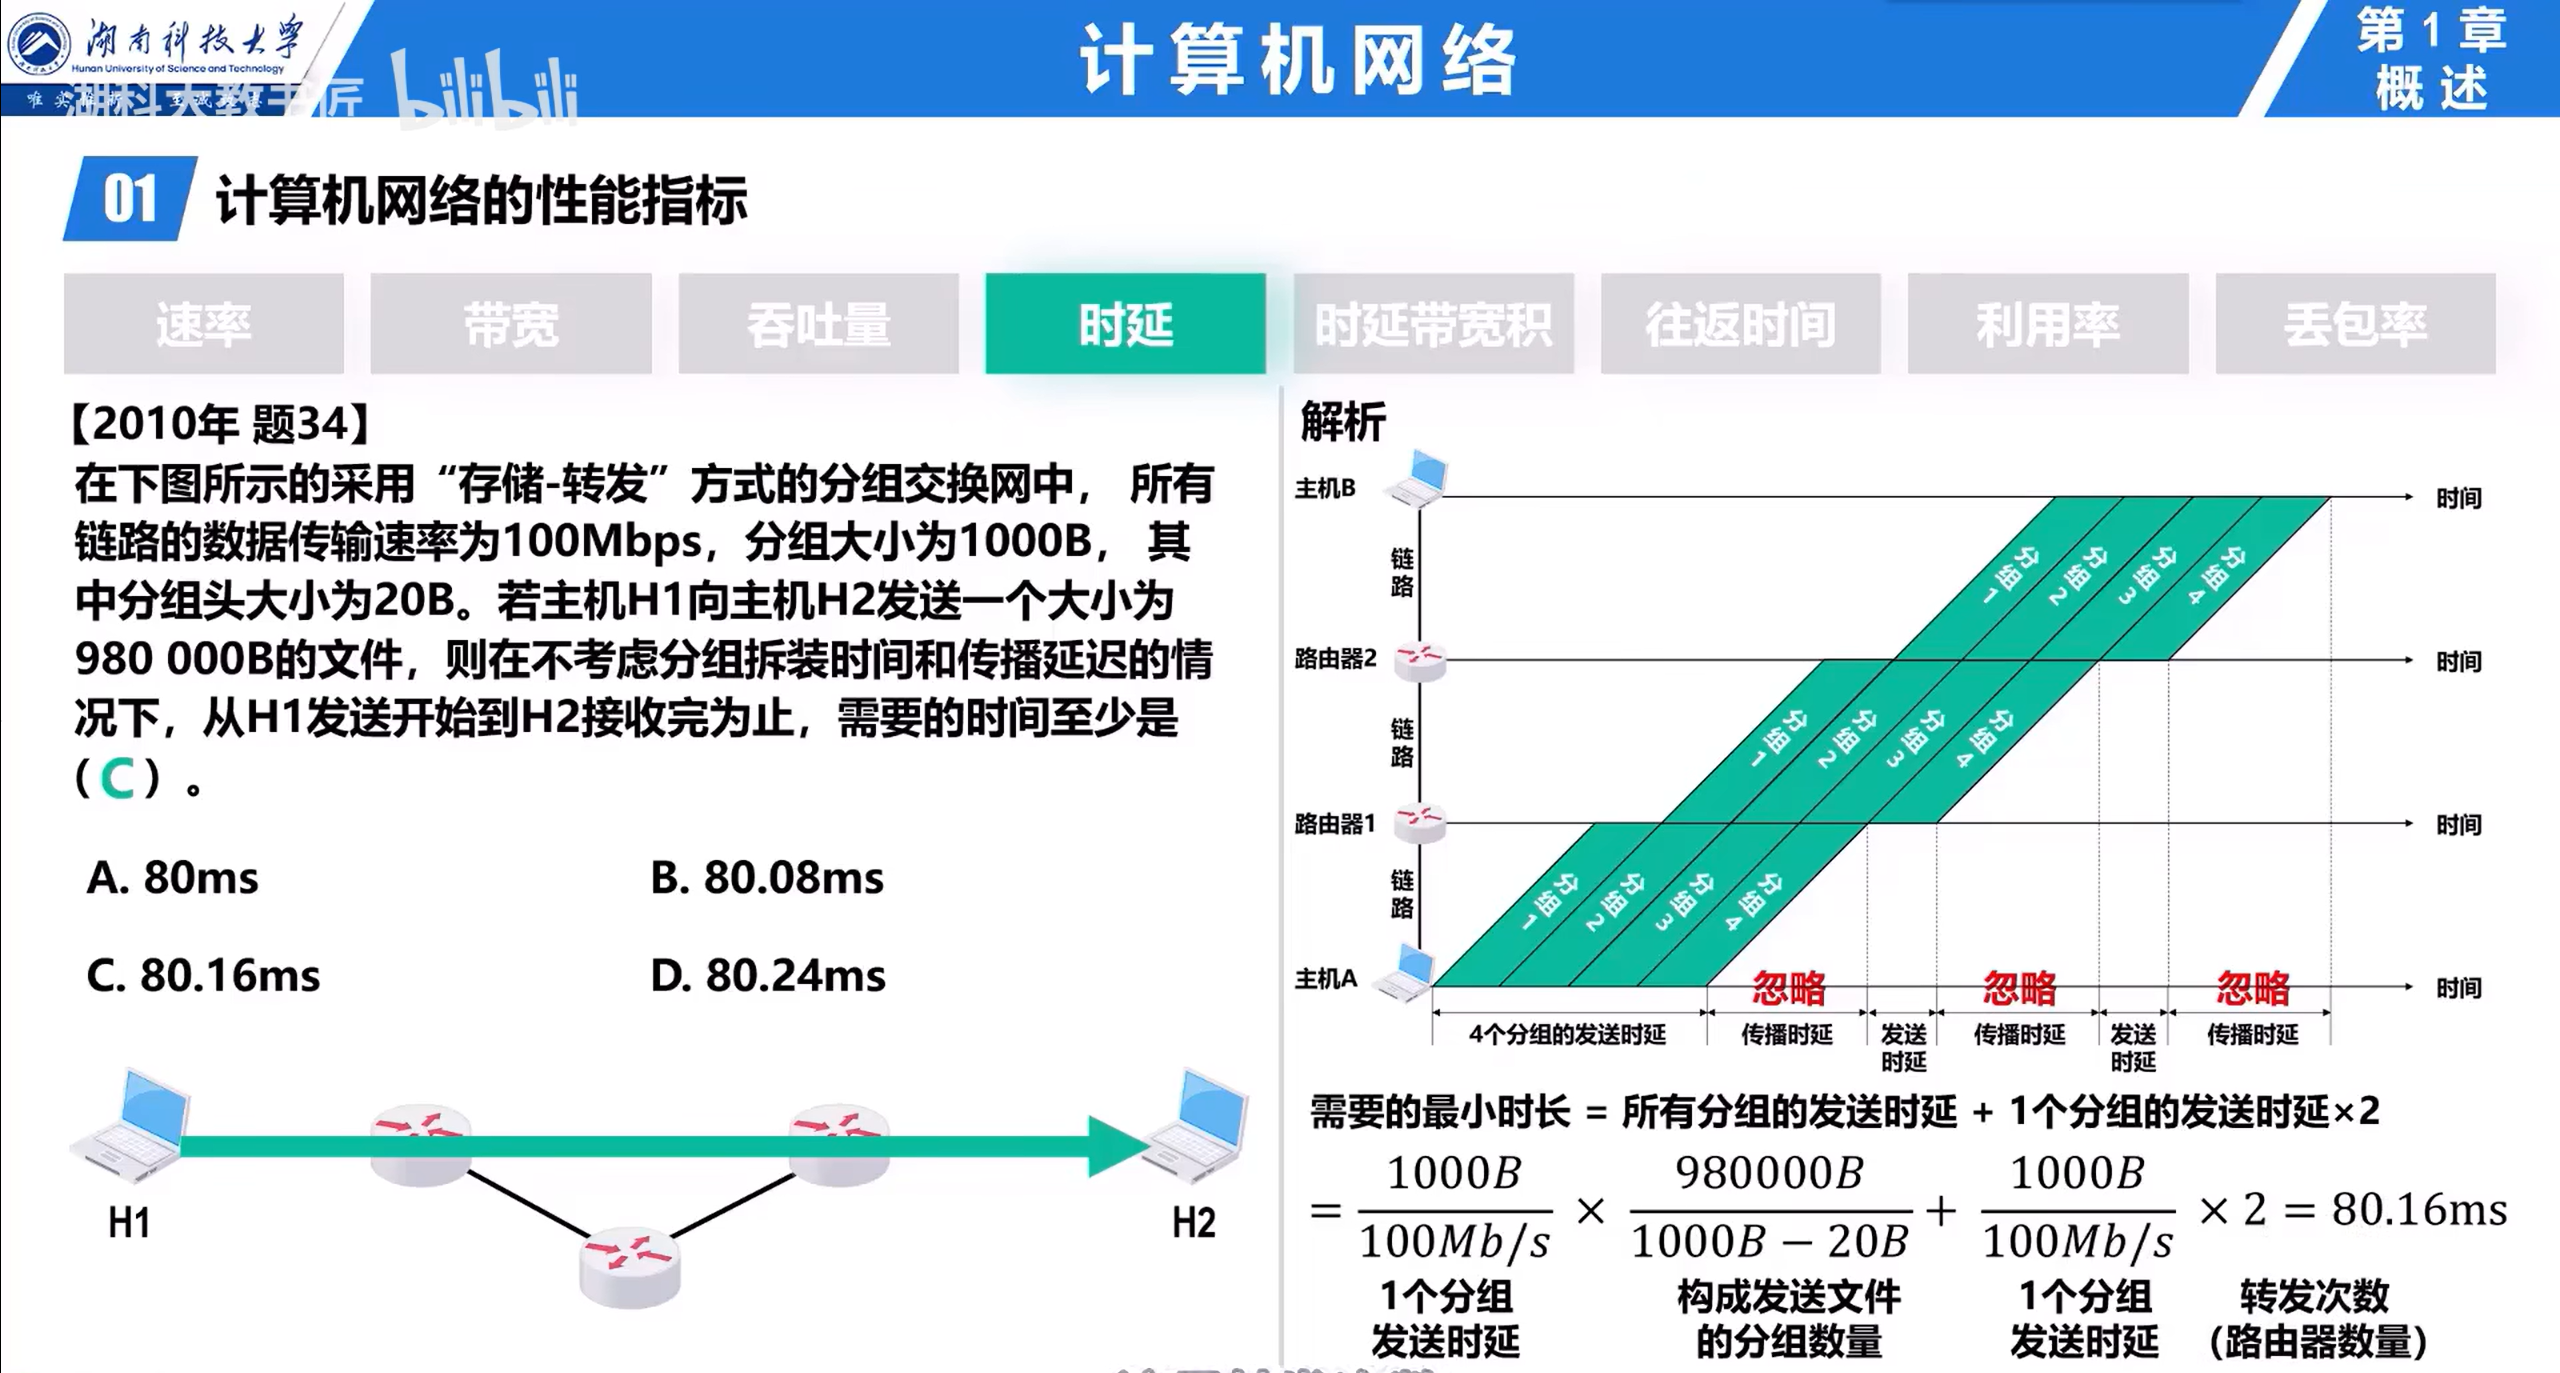 湖南科技大学
Hunan University of Science and Technology
湖科大教书匠
bilibili
计算机网络
第1章
概述
01
计算机网络的性能指标
速率
带宽
吞吐量
时延
时延带宽积
往返时间
利用率
丢包率
【2010年 题34】
在下图所示的采用“存储-转发”方式的分组交换网中， 所有
链路的数据传输速率为100Mbps，分组大小为1000B， 其
中分组头大小为20B。若主机H1向主机H2发送一个大小为
980 000B的文件，则在不考虑分组拆装时间和传播延迟的情
况下，从H1发送开始到H2接收完为止，需要的时间至少是
（C）。
A. 80ms
B. 80.08ms
C. 80.16ms
D. 80.24ms
H1
H2
解析
主机B
时间
链路
分组1
分组2
分组3
分组4
路由器2
时间
链路
分组1
分组2
分组3
分组4
路由器1
时间
链路
分组1
分组2
分组3
分组4
主机A
忽略
忽略
忽略
时间
4个分组的发送时延
传播时延
发送
时延
传播时延
发送
时延
传播时延
需要的最小时长 = 所有分组的发送时延 + 1个分组的发送时延×2
= 1000B/100Mb/s × 980000B/1000B − 20B + 1000B/100Mb/s × 2 = 80.16ms
1个分组
发送时延
构成发送文件
的分组数量
1个分组
发送时延
转发次数
（路由器数量）